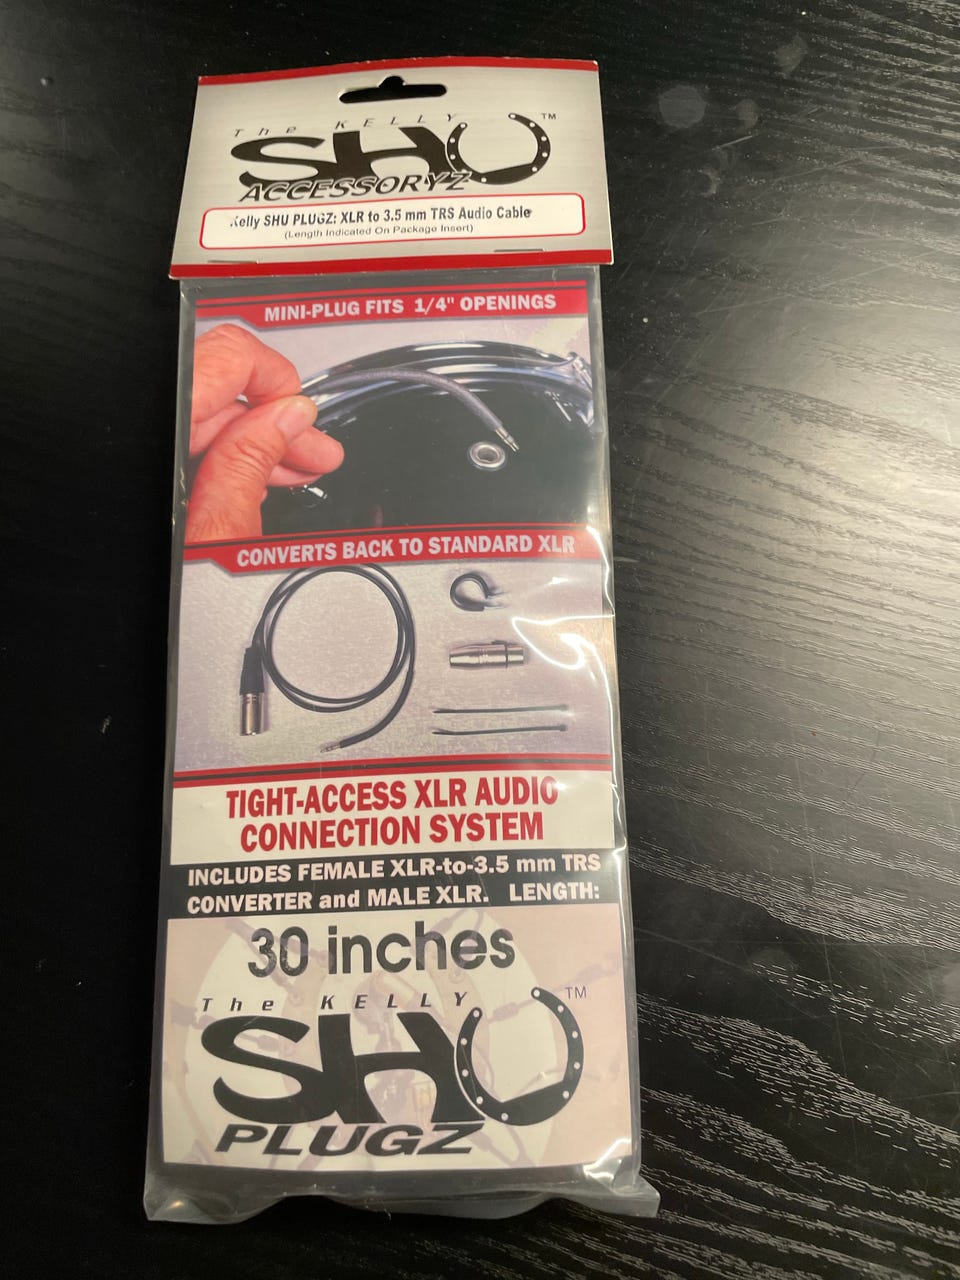 The KELLY
SHU TM
ACCESSORYZ
Kelly SHU PLUGZ: XLR to 3.5 mm TRS Audio Cable
(Length Indicated On Package Insert)
MINI-PLUG FITS 1/4" OPENINGS
CONVERTS BACK TO STANDARD XLR
TIGHT-ACCESS XLR AUDIO
CONNECTION SYSTEM
INCLUDES FEMALE XLR-to-3.5 mm TRS
CONVERTER and MALE XLR. LENGTH:
30 inches
The KELLY TM
SHU
PLUGZ